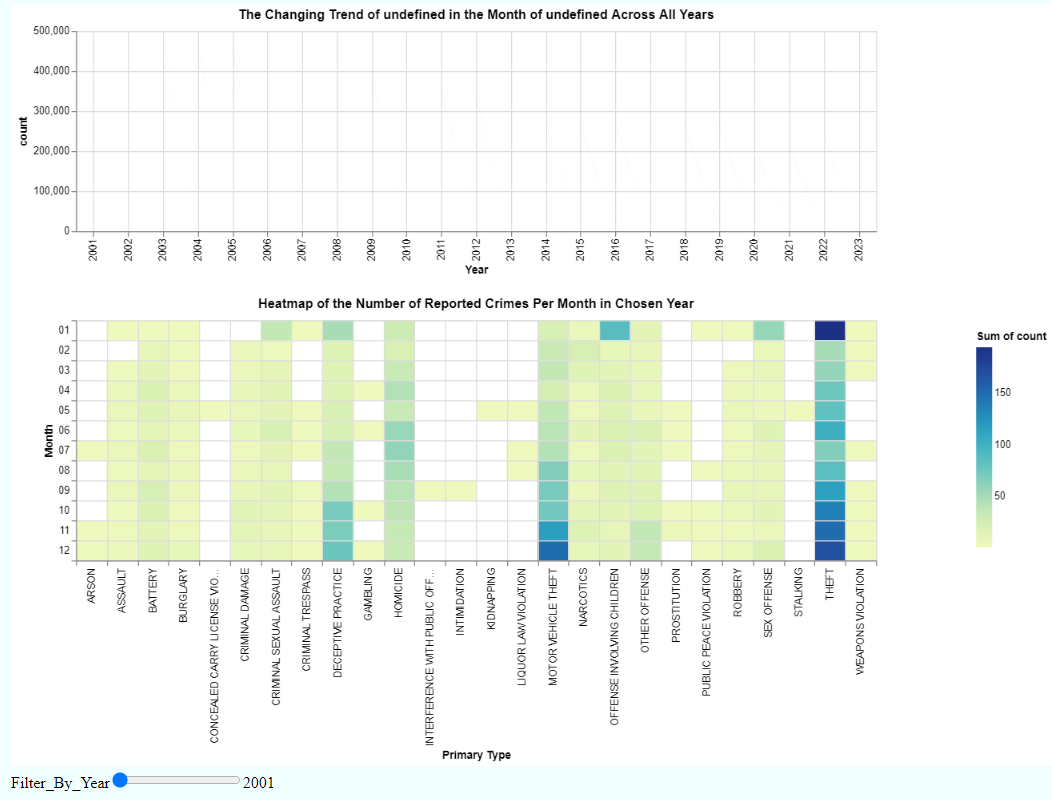 The Changing Trend of undefined in the Month of undefined Across All Years
500,000
400,000
300,000
200,000
100,000
0
count
2001
2002
2003
2004
2005
2006
2007
2008
2009
2010
2011
2012
2013
2014
2015
2016
2017
2018
2019
2020
2021
2022
2023
Year
Heatmap of the Number of Reported Crimes Per Month in Chosen Year
01
02
03
04
05
06
07
08
09
10
11
12
Month
ARSON
ASSAULT
BATTERY
BURGLARY
CONCEALED CARRY LICENSE VIO…
CRIMINAL DAMAGE
CRIMINAL SEXUAL ASSAULT
CRIMINAL TRESPASS
DECEPTIVE PRACTICE
GAMBLING
HOMICIDE
INTERFERENCE WITH PUBLIC OFF…
INTIMIDATION
KIDNAPPING
LIQUOR LAW VIOLATION
MOTOR VEHICLE THEFT
NARCOTICS
OFFENSE INVOLVING CHILDREN
OTHER OFFENSE
PROSTITUTION
PUBLIC PEACE VIOLATION
ROBBERY
SEX OFFENSE
STALKING
THEFT
WEAPONS VIOLATION
Primary Type
Sum of count
150
100
50
Filter_By_Year 2001